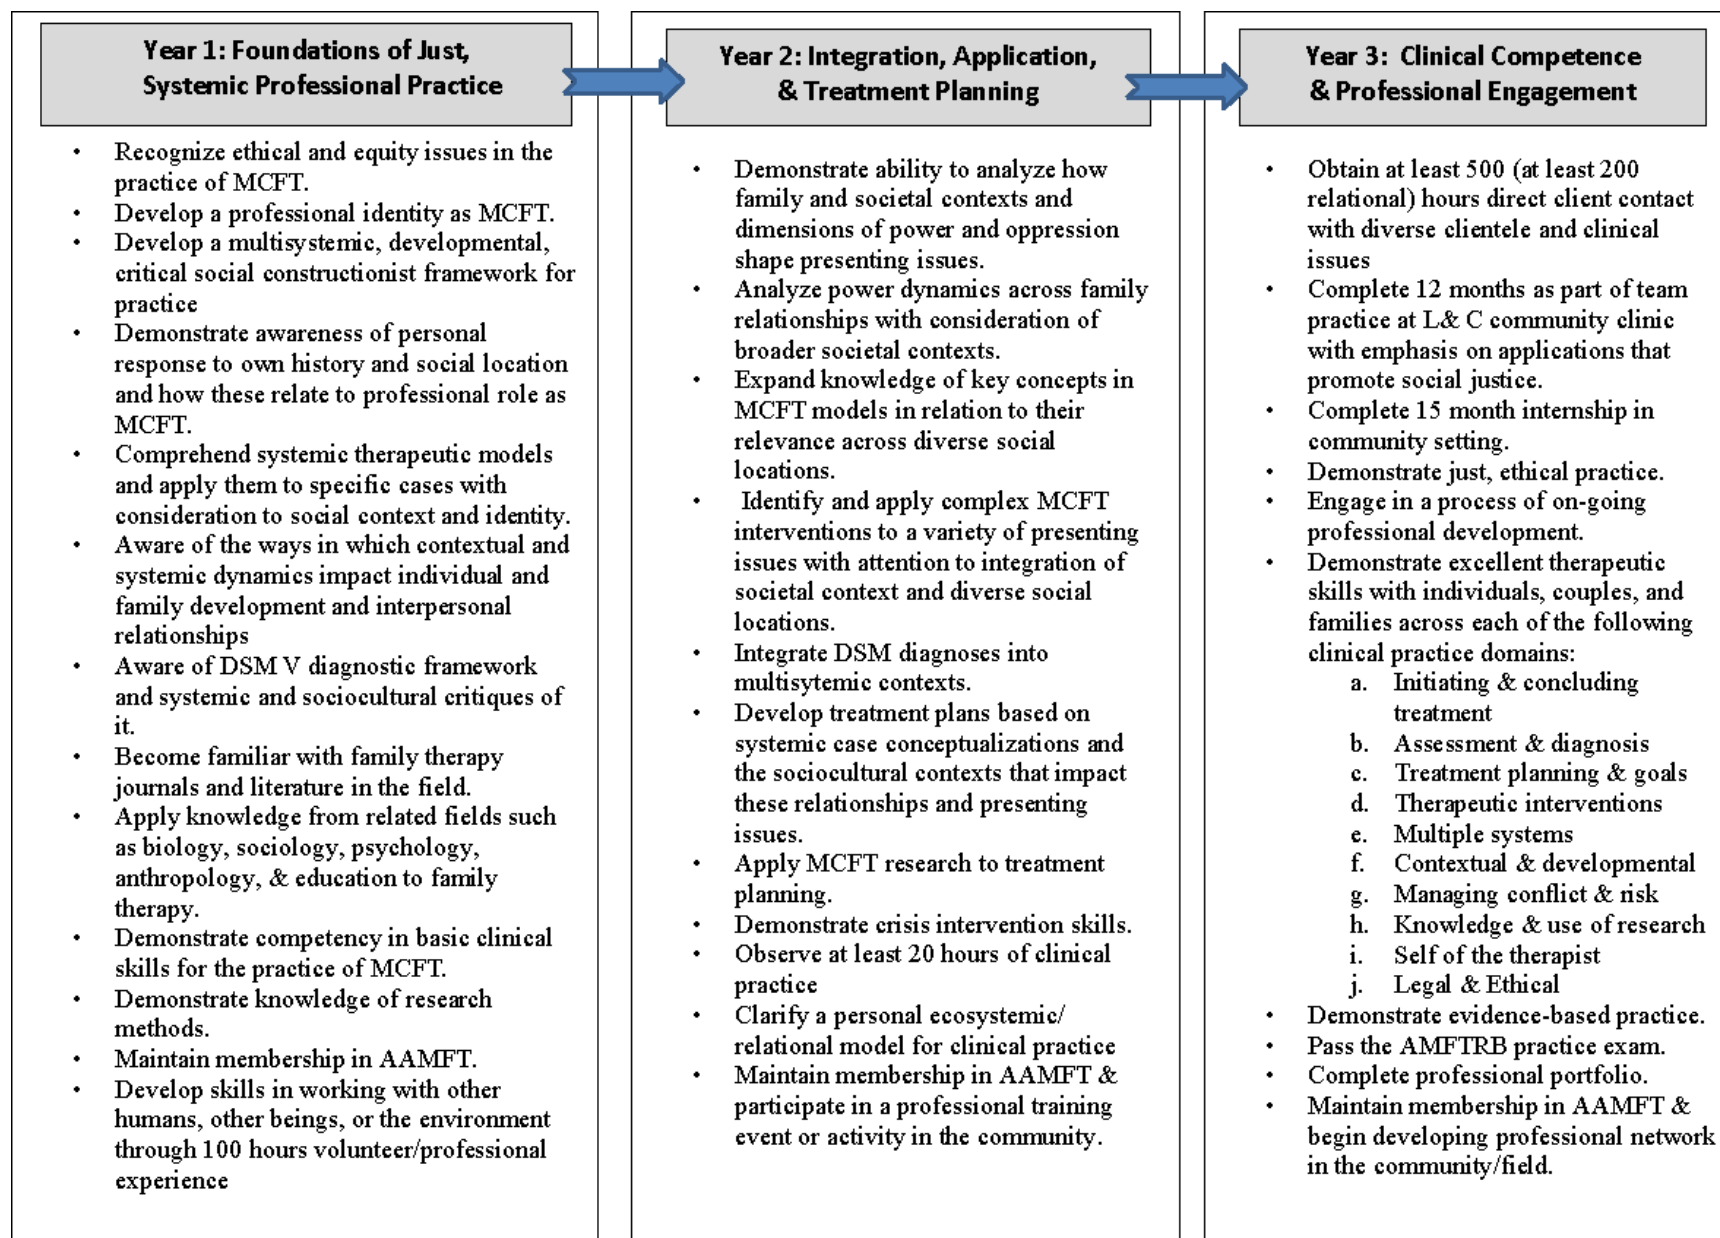 Year 1: Foundations of Just,
Systemic Professional Practice
• Recognize ethical and equity issues in the
practice of MCFT.
• Develop a professional identity as MCFT.
• Develop a multisystemic, developmental,
critical social constructionist framework for
practice
• Demonstrate awareness of personal
response to own history and social location
and how these relate to professional role as
MCFT.
• Comprehend systemic therapeutic models
and apply them to specific cases with
consideration to social context and identity.
• Aware of the ways in which contextual and
systemic dynamics impact individual and
family development and interpersonal
relationships
• Aware of DSM V diagnostic framework
and systemic and sociocultural critiques of
it.
• Become familiar with family therapy
journals and literature in the field.
• Apply knowledge from related fields such
as biology, sociology, psychology,
anthropology, & education to family
therapy.
• Demonstrate competency in basic clinical
skills for the practice of MCFT.
• Demonstrate knowledge of research
methods.
• Maintain membership in AAMFT.
• Develop skills in working with other
humans, other beings, or the environment
through 100 hours volunteer/professional
experience
Year 2: Integration, Application,
& Treatment Planning
• Demonstrate ability to analyze how
family and societal contexts and
dimensions of power and oppression
shape presenting issues.
• Analyze power dynamics across family
relationships with consideration of
broader societal contexts.
• Expand knowledge of key concepts in
MCFT models in relation to their
relevance across diverse social
locations.
• Identify and apply complex MCFT
interventions to a variety of presenting
issues with attention to integration of
societal context and diverse social
locations.
• Integrate DSM diagnoses into
multisytemic contexts.
• Develop treatment plans based on
systemic case conceptualizations and
the sociocultural contexts that impact
these relationships and presenting
issues.
• Apply MCFT research to treatment
planning.
• Demonstrate crisis intervention skills.
• Observe at least 20 hours of clinical
practice
• Clarify a personal ecosystemic/
relational model for clinical practice
• Maintain membership in AAMFT &
participate in a professional training
event or activity in the community.
Year 3: Clinical Competence
& Professional Engagement
• Obtain at least 500 (at least 200
relational) hours direct client contact
with diverse clientele and clinical
issues
• Complete 12 months as part of team
practice at L& C community clinic
with emphasis on applications that
promote social justice.
• Complete 15 month internship in
community setting.
• Demonstrate just, ethical practice.
• Engage in a process of on-going
professional development.
• Demonstrate excellent therapeutic
skills with individuals, couples, and
families across each of the following
clinical practice domains:
a. Initiating & concluding
treatment
b. Assessment & diagnosis
c. Treatment planning & goals
d. Therapeutic interventions
e. Multiple systems
f. Contextual & developmental
g. Managing conflict & risk
h. Knowledge & use of research
i. Self of the therapist
j. Legal & Ethical
• Demonstrate evidence-based practice.
• Pass the AMFTRB practice exam.
• Complete professional portfolio.
• Maintain membership in AAMFT &
begin developing professional network
in the community/field.